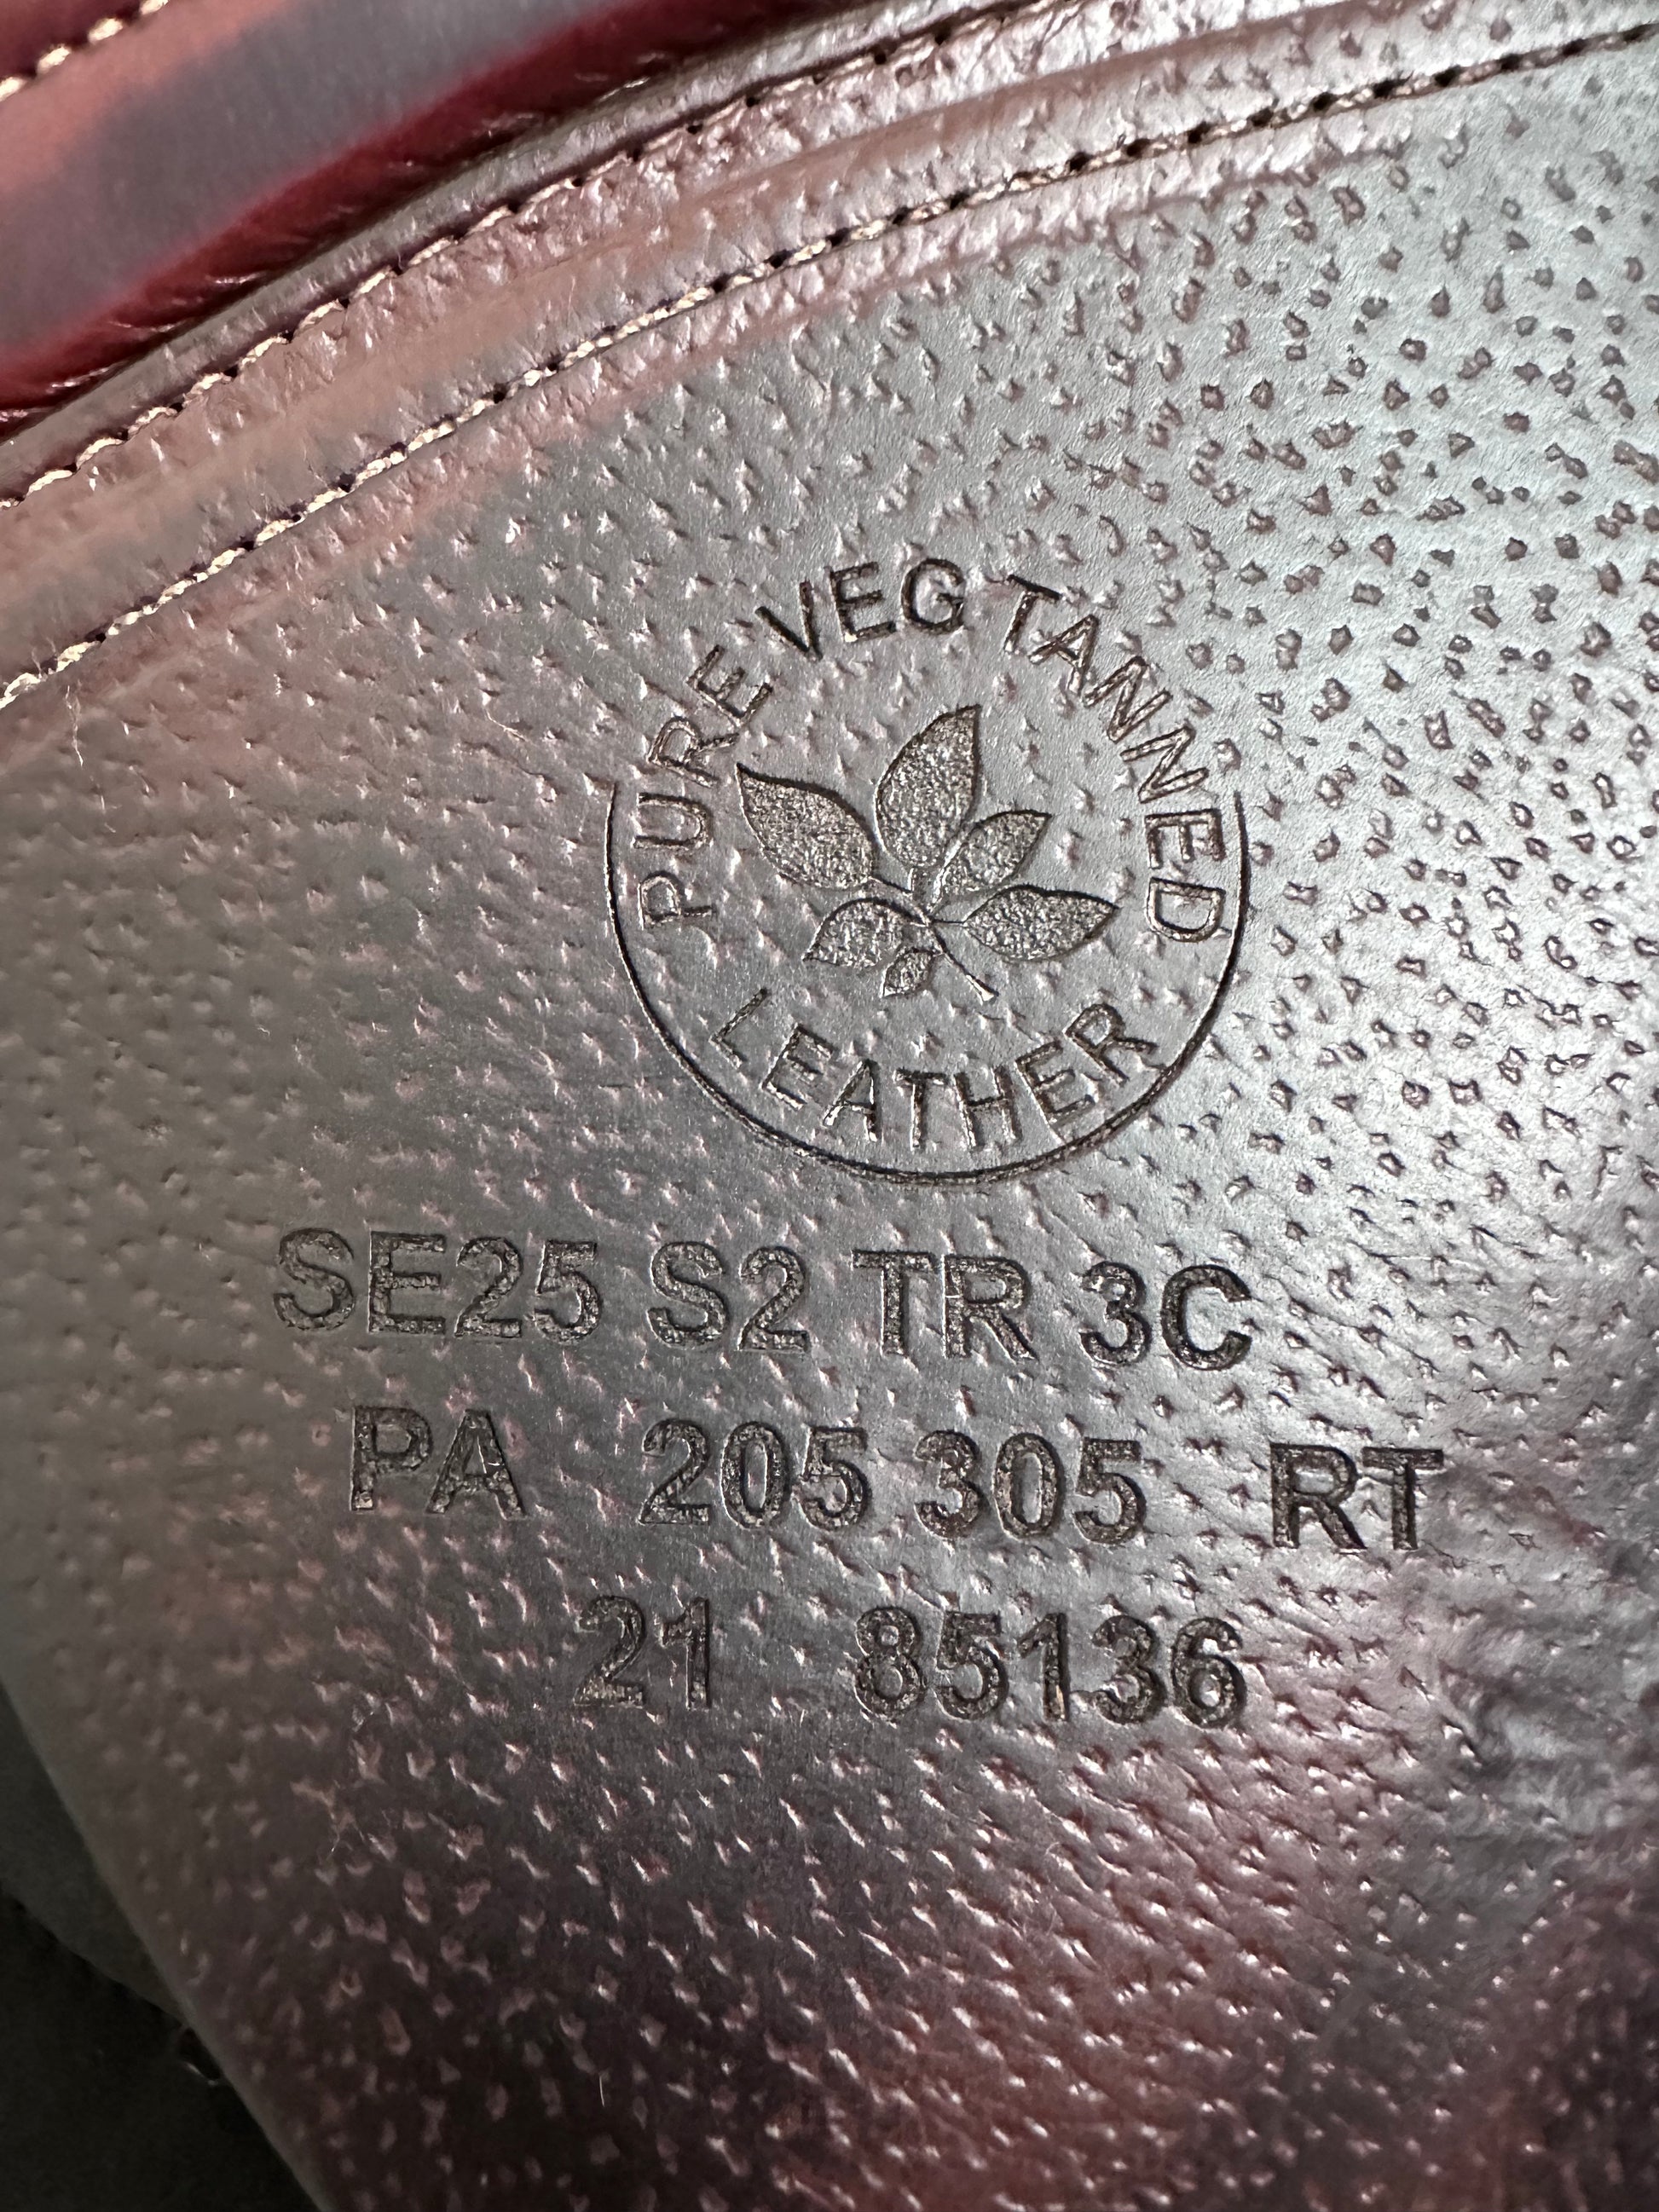 PURE VEG TANNED
LEATHER
SE25 S2 TR 3C
PA 205 305 RT
21 85136